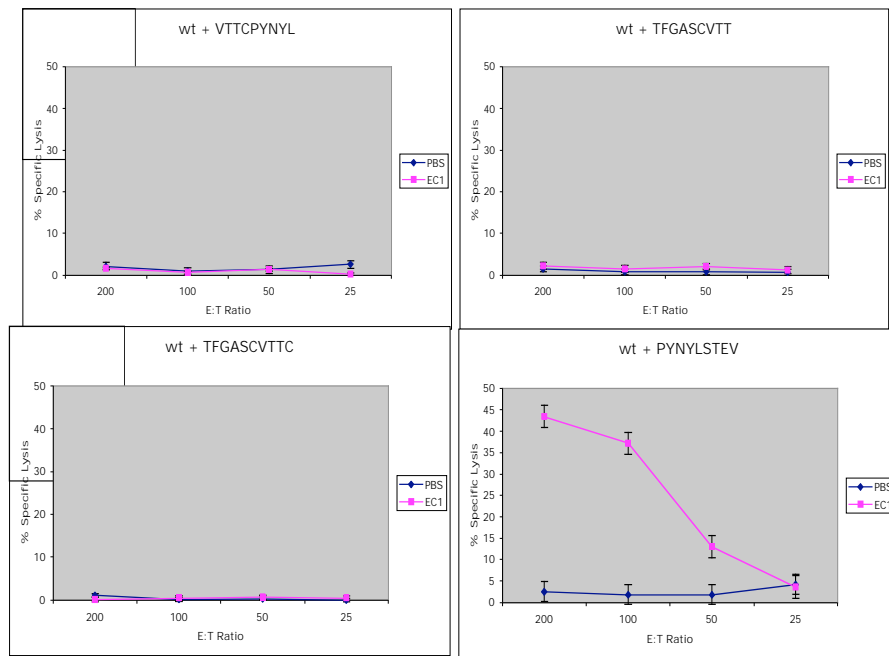 wt + VTTCPYNYL
% Specific Lysis
50
40
30
20
10
0
200 100 50 25
E:T Ratio
PBS
EC1
wt + TFGASCVTT
% Specific Lysis
50
40
30
20
10
0
200 100 50 25
E:T Ratio
PBS
EC1
wt + TFGASCVTTC
% Specific Lysis
50
40
30
20
10
0
200 100 50 25
E:T Ratio
PBS
EC1
wt + PYNYLSTEV
% Specific Lysis
50
45
40
35
30
25
20
15
10
5
0
200 100 50 25
E:T Ratio
PBS
EC1